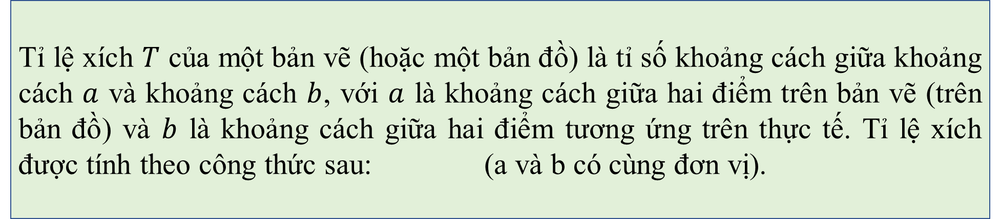 Tỉ lệ xích T của một bản vẽ (hoặc một bản đồ) là tỉ số khoảng cách giữa khoảng
cách a và khoảng cách b, với a là khoảng cách giữa hai điểm trên bản vẽ (trên
bản đồ) và b là khoảng cách giữa hai điểm tương ứng trên thực tế. Tỉ lệ xích
được tính theo công thức sau: (a và b có cùng đơn vị).